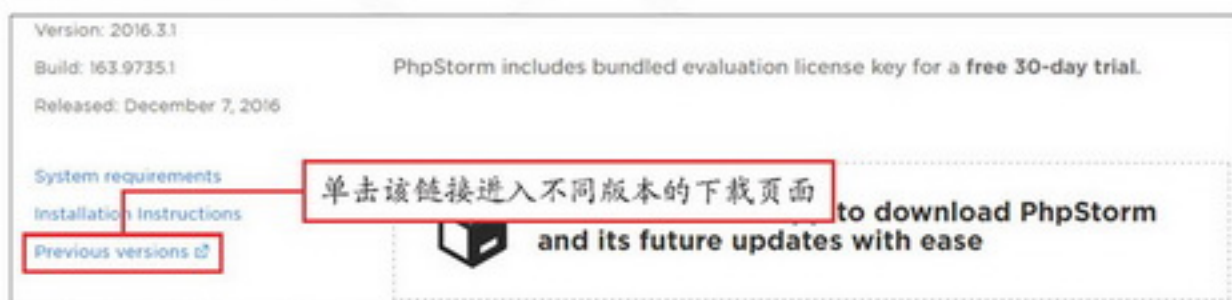 Version: 2016.3.1
Build: 163.9735.1
PhpStorm includes bundled evaluation license key for a free 30-day trial.
Released: December 7, 2016
System requirements
单击该链接进入不同版本的下载页面
Installation Instructions
to download PhpStorm
Previous versions
and its future updates with ease